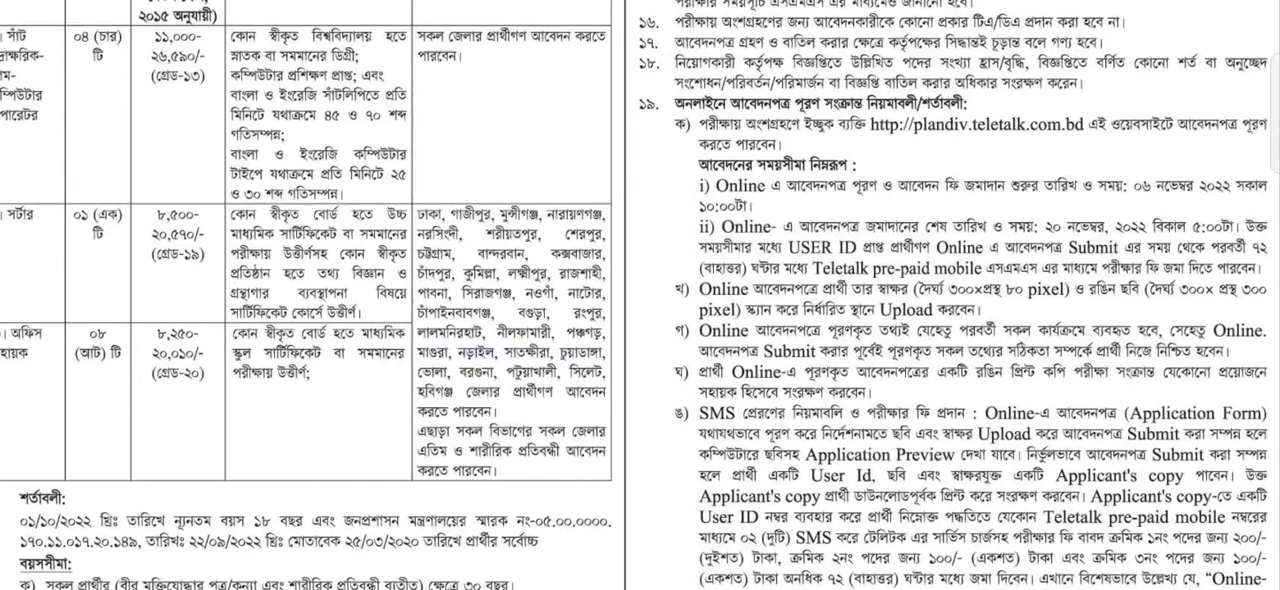 ২০১৫ অনুযায়ী)
সাঁট
০৪ (চার)
টি
১১,০০০-
২৬,৫৯০/-
(গ্রেড-১৩)
কোন স্বীকৃত বিশ্ববিদ্যালয় হতে
স্নাতক বা সমমানের ডিগ্রী;
কম্পিউটার প্রশিক্ষণ প্রাপ্ত; এবং
বাংলা ও ইংরেজি সাঁটলিপিতে প্রতি
মিনিটে যথাক্রমে ৪৫ ও ৭০ শব্দ
গতিসম্পন্ন;
বাংলা ও ইংরেজি কম্পিউটার
টাইপে যথাক্রমে প্রতি মিনিটে ২৫
ও ৩০ শব্দ গতিসম্পন্ন।
সকল জেলার প্রার্থীগণ আবেদন করতে
পারবেন।
। সর্টার
০১ (এক)
টি
৮,৫০০-
২০,৫৭০/-
(গ্রেড-১৯)
কোন স্বীকৃত বোর্ড হতে উচ্চ
মাধ্যমিক সার্টিফিকেট বা সমমানের
পরীক্ষায় উত্তীর্ণসহ কোন স্বীকৃত
প্রতিষ্ঠান হতে তথ্য বিজ্ঞান ও
গ্রন্থাগার ব্যবস্থাপনা বিষয়ে
সার্টিফিকেট কোর্সে উত্তীর্ণ।
ঢাকা, গাজীপুর, মুন্সীগঞ্জ, নারায়ণগঞ্জ,
নরসিংদী, শরীয়তপুর, শেরপুর,
চট্টগ্রাম, বান্দরবান, কক্সবাজার,
চাঁদপুর, কুমিল্লা, লক্ষ্মীপুর, রাজশাহী,
পাবনা, সিরাজগঞ্জ, নওগাঁ, নাটোর,
চাঁপাইনবাবগঞ্জ, বগুড়া, রংপুর,
লালমনিরহাট, নীলফামারী, পঞ্চগড়,
মাগুরা, নড়াইল, সাতক্ষীরা, চুয়াডাঙ্গা,
ভোলা, বরগুনা, পটুয়াখালী, সিলেট,
হবিগঞ্জ জেলার প্রার্থীগণ আবেদন
করতে পারবেন।
এছাড়া সকল বিভাগের সকল জেলার
এতিম ও শারীরিক প্রতিবন্ধী আবেদন
করতে পারবেন।
। অফিস
০৮
(আট) টি
৮,২৫০-
২০,০১০/-
(গ্রেড-২০)
কোন স্বীকৃত বোর্ড হতে মাধ্যমিক
স্কুল সার্টিফিকেট বা সমমানের
পরীক্ষায় উত্তীর্ণ;
শর্তাবলী:
০১/১০/২০২২ খ্রিঃ তারিখে ন্যূনতম বয়স ১৮ বছর এবং জনপ্রশাসন মন্ত্রণালয়ের স্মারক নং-০৫.০০.০০০০.
১৭০.১১.০১৭.২০.১৪৯, তারিখঃ ২২/০৯/২০২২ খ্রিঃ মোতাবেক ২৫/০৩/২০২০ তারিখে প্রার্থীর সর্বোচ্চ
বয়সসীমা:
ক) সকল প্রার্থীর (বীর মুক্তিযোদ্ধার পুত্র/কন্যা এবং শারীরিক প্রতিবন্ধী ব্যতীত) ক্ষেত্রে ৩০ বছর।
পরীক্ষার সময়সূচি এসএমএস এর মাধ্যমেও জানানো হবে।
১৬. পরীক্ষায় অংশগ্রহণের জন্য আবেদনকারীকে কোনো প্রকার টিএ/ডিএ প্রদান করা হবে না।
১৭. আবেদনপত্র গ্রহণ ও বাতিল করার ক্ষেত্রে কর্তৃপক্ষের সিদ্ধান্তই চূড়ান্ত বলে গণ্য হবে।
১৮. নিয়োগকারী কর্তৃপক্ষ বিজ্ঞপ্তিতে উল্লিখিত পদের সংখ্যা হ্রাস/বৃদ্ধি, বিজ্ঞপ্তিতে বর্ণিত কোনো শর্ত বা অনুচ্ছেদ
সংশোধন/পরিবর্তন/পরিমার্জন বা বিজ্ঞপ্তি বাতিল করার অধিকার সংরক্ষণ করেন।
১৯. অনলাইনে আবেদনপত্র পূরণ সংক্রান্ত নিয়মাবলী/শর্তাবলী:
ক) পরীক্ষায় অংশগ্রহণে ইচ্ছুক ব্যক্তি http://plandiv.teletalk.com.bd এই ওয়েবসাইটে আবেদনপত্র পূরণ
করতে পারবেন।
আবেদনের সময়সীমা নিম্নরূপ :
i) Online এ আবেদনপত্র পূরণ ও আবেদন ফি জমাদান শুরুর তারিখ ও সময়: ০৬ নভেম্বর ২০২২ সকাল
১০:০০টা।
ii) Online- এ আবেদনপত্র জমাদানের শেষ তারিখ ও সময়: ২০ নভেম্বর, ২০২২ বিকাল ৫:০০টা। উক্ত
সময়সীমার মধ্যে USER ID প্রাপ্ত প্রার্থীগণ Online এ আবেদনপত্র Submit এর সময় থেকে পরবর্তী ৭২
(বাহাত্তর) ঘন্টার মধ্যে Teletalk pre-paid mobile এসএমএস এর মাধ্যমে পরীক্ষার ফি জমা দিতে পারবেন।
খ) Online আবেদনপত্রে প্রার্থী তার স্বাক্ষর (দৈর্ঘ্য ৩০০×প্রস্থ ৮০ pixel) ও রঙিন ছবি (দৈর্ঘ্য ৩০০× প্রস্থ ৩০০
pixel) স্ক্যান করে নির্ধারিত স্থানে Upload করবেন।
গ) Online আবেদনপত্রে পূরণকৃত তথ্যই যেহেতু পরবর্তী সকল কার্যক্রমে ব্যবহৃত হবে, সেহেতু Online.
আবেদনপত্র Submit করার পূর্বেই পূরণকৃত সকল তথ্যের সঠিকতা সম্পর্কে প্রার্থী নিজে নিশ্চিত হবেন।
ঘ) প্রার্থী Online-এ পূরণকৃত আবেদনপত্রের একটি রঙিন প্রিন্ট কপি পরীক্ষা সংক্রান্ত যেকোনো প্রয়োজনে
সহায়ক হিসেবে সংরক্ষণ করবেন।
ঙ) SMS প্রেরণের নিয়মাবলি ও পরীক্ষার ফি প্রদান : Online-এ আবেদনপত্র (Application Form)
যথাযথভাবে পূরণ করে নির্দেশনামতে ছবি এবং স্বাক্ষর Upload করে আবেদনপত্র Submit করা সম্পন্ন হলে
কম্পিউটারে ছবিসহ Application Preview দেখা যাবে। নির্ভুলভাবে আবেদনপত্র Submit করা সম্পন্ন
হলে প্রার্থী একটি User Id, ছবি এবং স্বাক্ষরযুক্ত একটি Applicant's copy পাবেন। উক্ত
Applicant's copy প্রার্থী ডাউনলোডপূর্বক প্রিন্ট করে সংরক্ষণ করবেন। Applicant's copy-তে একটি
User ID নম্বর ব্যবহার করে প্রার্থী নিম্নোক্ত পদ্ধতিতে যেকোন Teletalk pre-paid mobile নম্বরের
মাধ্যমে ০২ (দুটি) SMS করে টেলিটক এর সার্ভিস চার্জসহ পরীক্ষার ফি বাবদ ক্রমিক ১নং পদের জন্য ২০০/-
(দুইশত) টাকা, ক্রমিক ২নং পদের জন্য ১০০/- (একশত) টাকা এবং ক্রমিক ৩নং পদের জন্য ১০০/-
(একশত) টাকা অনধিক ৭২ (বাহাত্তর) ঘন্টার মধ্যে জমা দিবেন। এখানে বিশেষভাবে উল্লেখ্য যে, “Online-